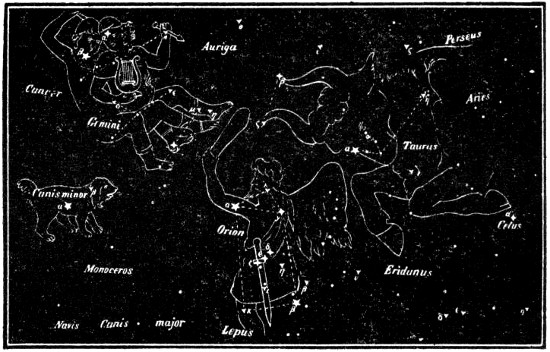 Auriga
Perseus
Cancer
Aries
Gemini
Taurus
Canis minor
α
Orion
Cetus
Monoceros
Eridanus
Navis Canis major
Lepus